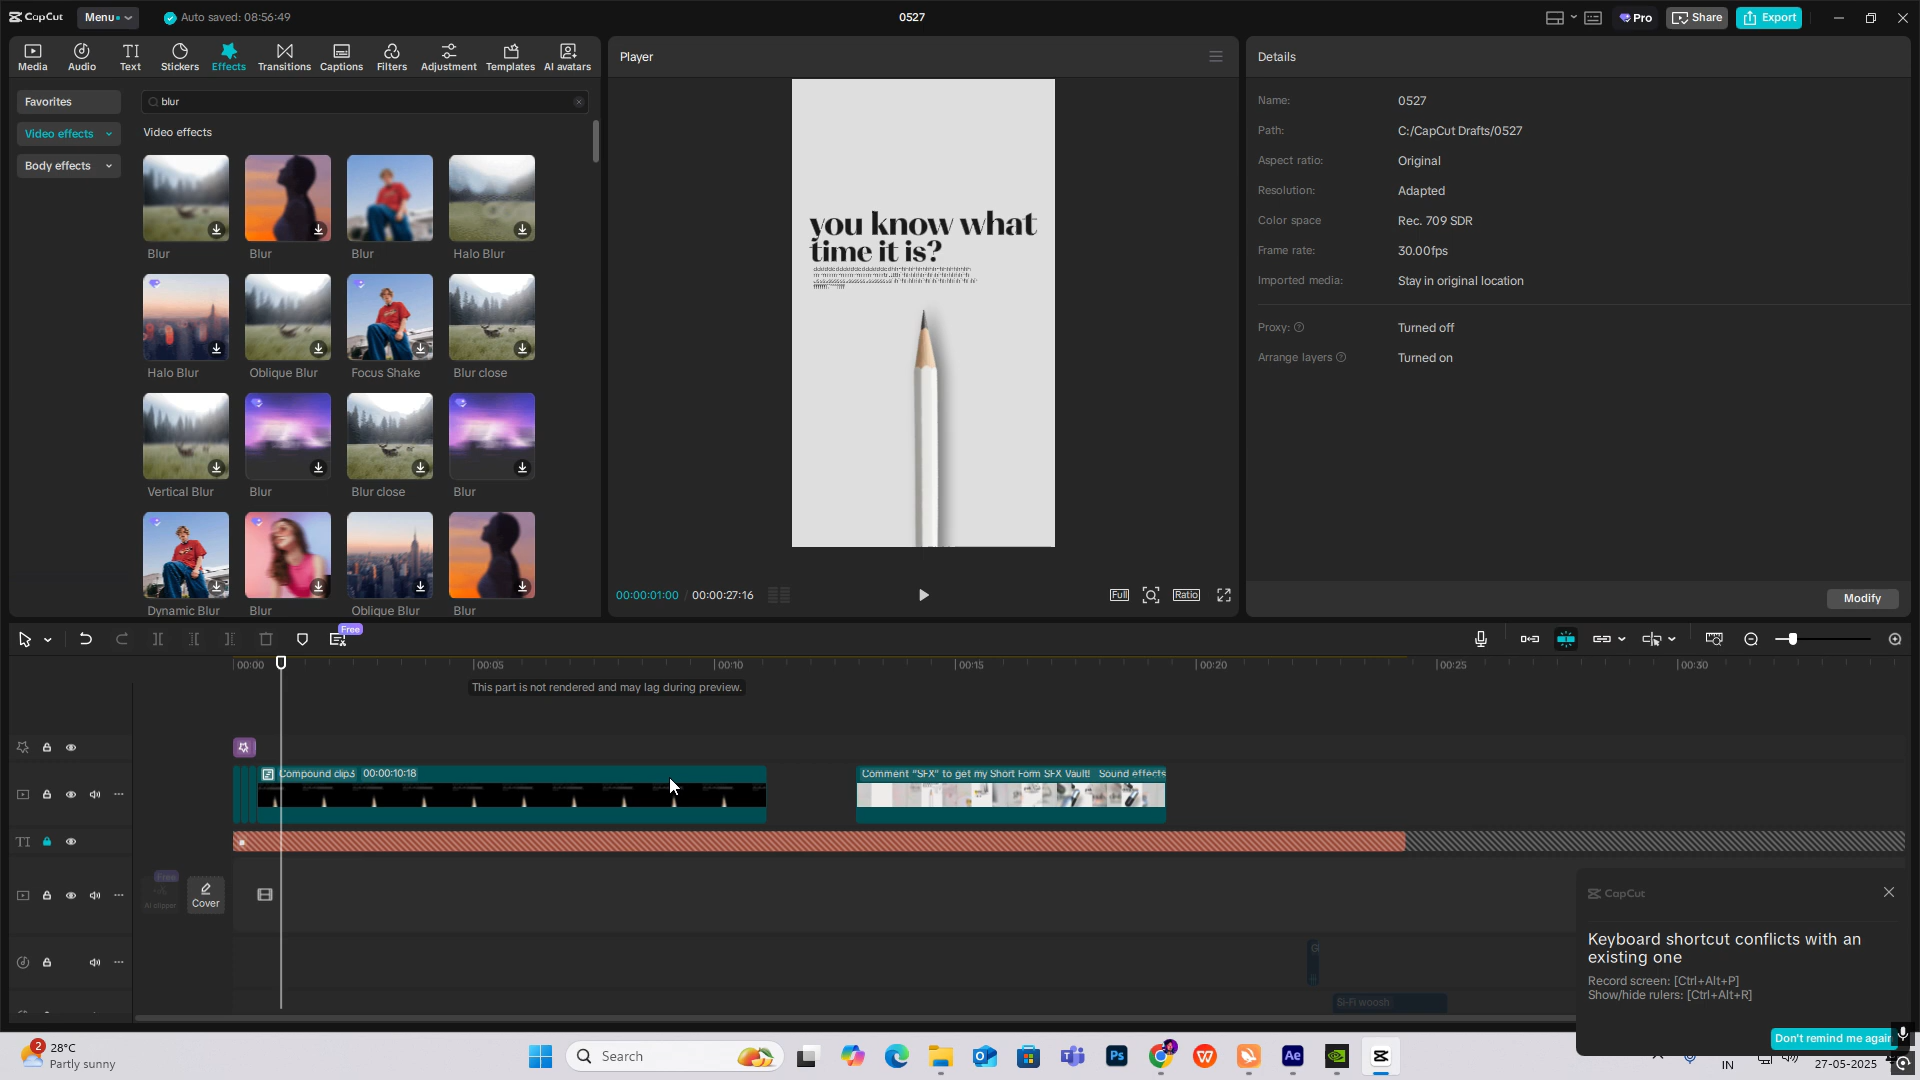 CapCut
Menu
Auto saved: 08:56:49
0527
Pro
Share
Export
Media
Audio
Text
Stickers
Effects
Transitions
Captions
Filters
Adjustment
Templates
AI avatars
Favorites
Video effects
Body effects
blur
Video effects
Blur
Blur
Blur
Halo Blur
Halo Blur
Oblique Blur
Focus Shake
Blur close
Vertical Blur
Blur
Blur close
Blur
Dynamic Blur
Blur
Oblique Blur
Blur
Player
you know what
time it is?
00:00:01:00 / 00:00:27:16
Full
Ratio
Details
Name: 0527
Path: C:/CapCut Drafts/0527
Aspect ratio: Original
Resolution: Adapted
Color space Rec. 709 SDR
Frame rate: 30.00fps
Imported media: Stay in original location
Proxy: Turned off
Arrange layers Turned on
Modify
Free
00:00
00:05
00:10
00:15
00:20
00:25
00:30
This part is not rendered and may lag during preview.
Compound clip3 00:00:10:18
Comment "SFX" to get my Short Form SFX Vault! Sound effects
Free
AI clipper
Cover
Si-Fi woosh
CapCut
Keyboard shortcut conflicts with an
existing one
Record screen: [Ctrl+Alt+P]
Show/hide rulers: [Ctrl+Alt+R]
Don't remind me again
2
28°C
Partly sunny
Search
Ps
Ae
IN
27-05-2025